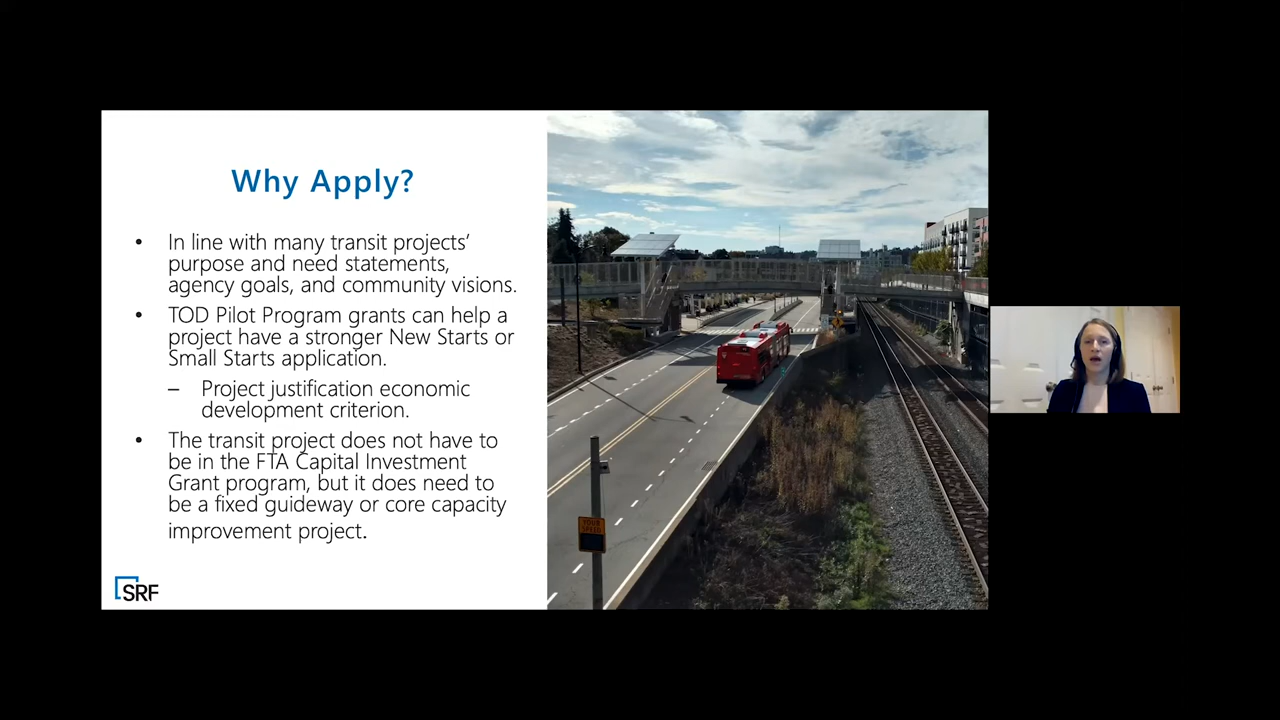 Why Apply?
• In line with many transit projects’
purpose and need statements,
agency goals, and community visions.
• TOD Pilot Program grants can help a
project have a stronger New Starts or
Small Starts application.
– Project justification economic
development criterion.
• The transit project does not have to
be in the FTA Capital Investment
Grant program, but it does need to
be a fixed guideway or core capacity
improvement project.
SRF
YOUR
SPEED